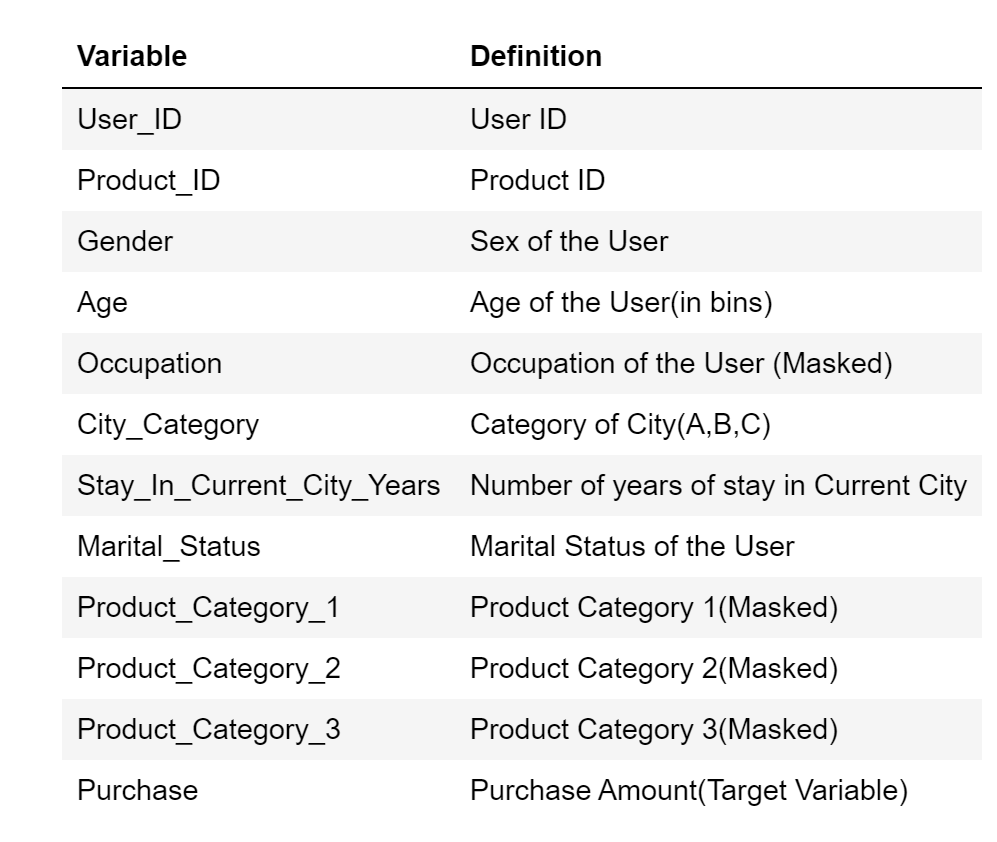 Variable Definition
User_ID User ID
Product_ID Product ID
Gender Sex of the User
Age Age of the User(in bins)
Occupation Occupation of the User (Masked)
City_Category Category of City(A,B,C)
Stay_In_Current_City_Years Number of years of stay in Current City
Marital_Status Marital Status of the User
Product_Category_1 Product Category 1(Masked)
Product_Category_2 Product Category 2(Masked)
Product_Category_3 Product Category 3(Masked)
Purchase Purchase Amount(Target Variable)